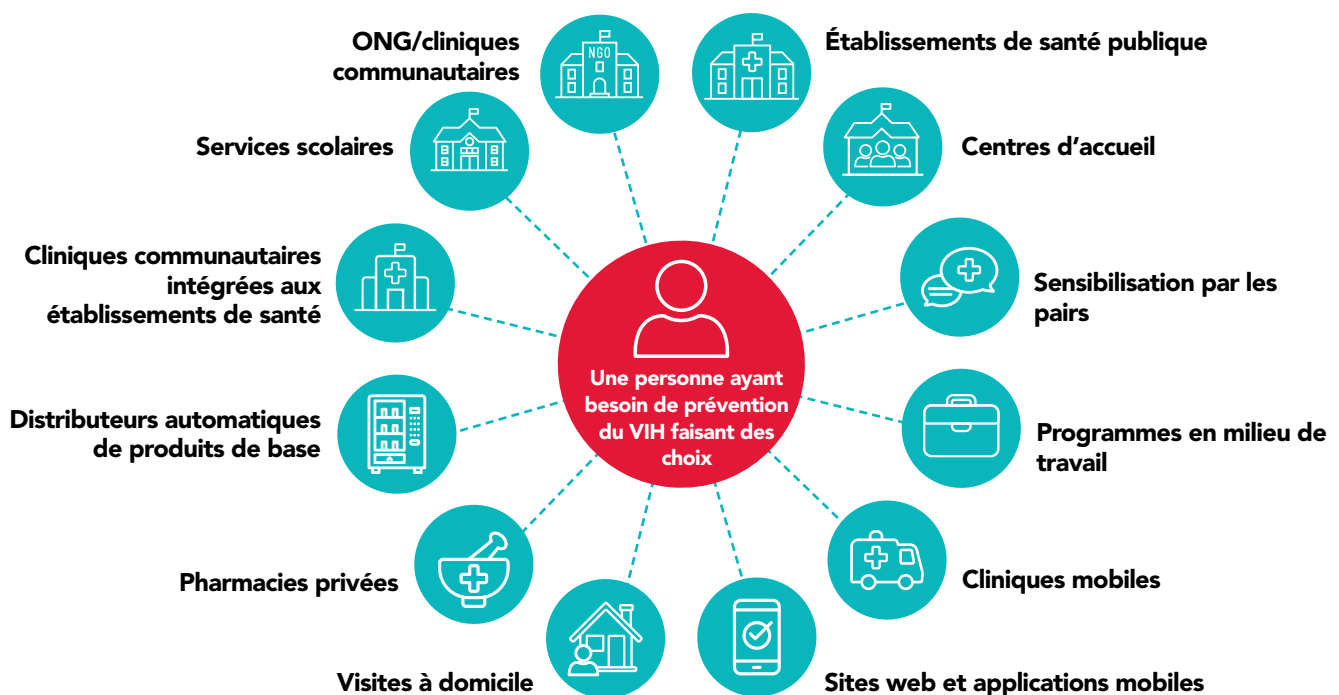 ONG/cliniques
communautaires
NGO
Établissements de santé publique
Services scolaires
Centres d’accueil
Cliniques communautaires
intégrées aux
établissements de santé
Sensibilisation par les
pairs
Une personne ayant
besoin de prévention
du VIH faisant des
choix
Distributeurs automatiques
de produits de base
Programmes en milieu de
travail
Pharmacies privées
Cliniques mobiles
Visites à domicile
Sites web et applications mobiles